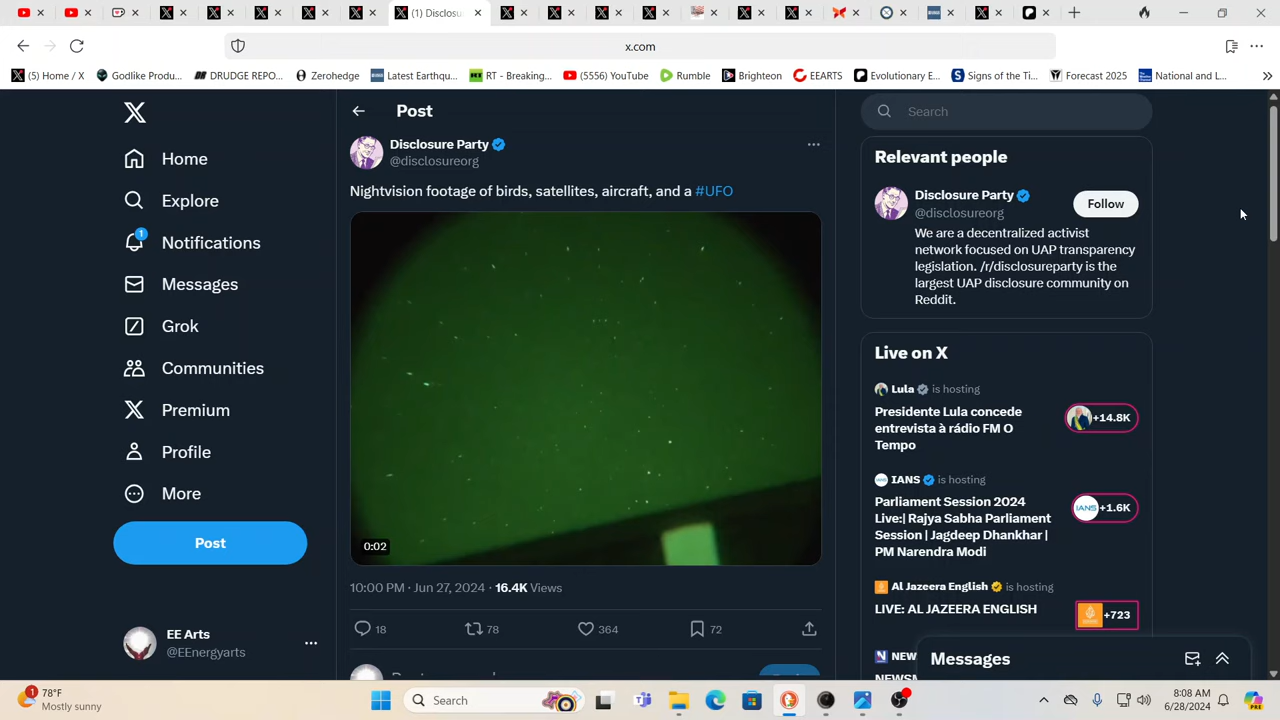 (1) Disclosu
x.com
(5) Home / X
Godlike Produ...
DRUDGE REPO...
Zerohedge
Latest Earthqu...
RT - Breaking...
(5556) YouTube
Rumble
Brighteon
EEARTS
Evolutionary E...
Signs of the Ti...
Forecast 2025
National and L...
Home
Explore
1
Notifications
Messages
Grok
Communities
Premium
Profile
More
Post
EE Arts
@EEnergyarts
Post
Disclosure Party
@disclosureorg
Nightvision footage of birds, satellites, aircraft, and a #UFO
0:02
10:00 PM · Jun 27, 2024 · 16.4K Views
18
78
364
72
Search
Relevant people
Disclosure Party
@disclosureorg
Follow
We are a decentralized activist
network focused on UAP transparency
legislation. /r/disclosureparty is the
largest UAP disclosure community on
Reddit.
Live on X
Lula is hosting
Presidente Lula concede
entrevista à rádio FM O
Tempo
+14.8K
IANS is hosting
Parliament Session 2024
Live:| Rajya Sabha Parliament
Session | Jagdeep Dhankhar |
PM Narendra Modi
IANS +1.6K
Al Jazeera English is hosting
LIVE: AL JAZEERA ENGLISH
+723
Messages
1
78°F
Mostly sunny
Search
8:08 AM
6/28/2024